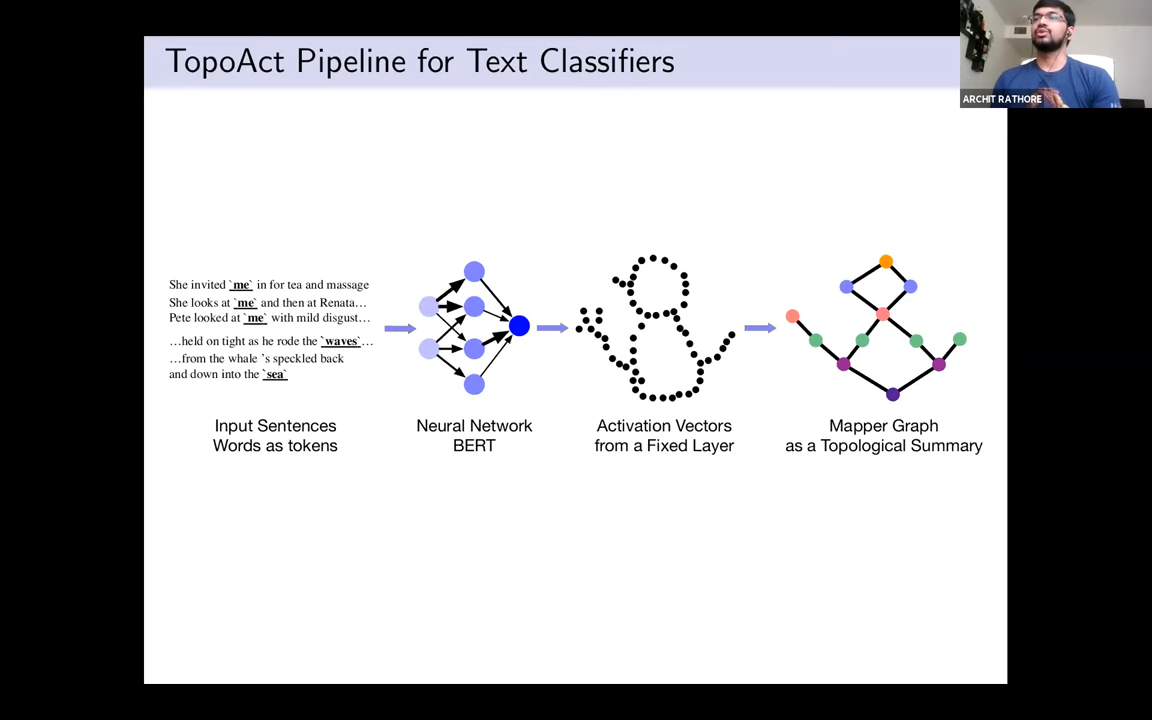 TopoAct Pipeline for Text Classifiers
ARCHIT RATHORE
She invited `me` in for tea and massage
She looks at `me` and then at Renata…
Pete looked at `me` with mild disgust…
…held on tight as he rode the `waves`…
…from the whale 's speckled back
and down into the `sea`
Input Sentences
Words as tokens
Neural Network
BERT
Activation Vectors
from a Fixed Layer
Mapper Graph
as a Topological Summary